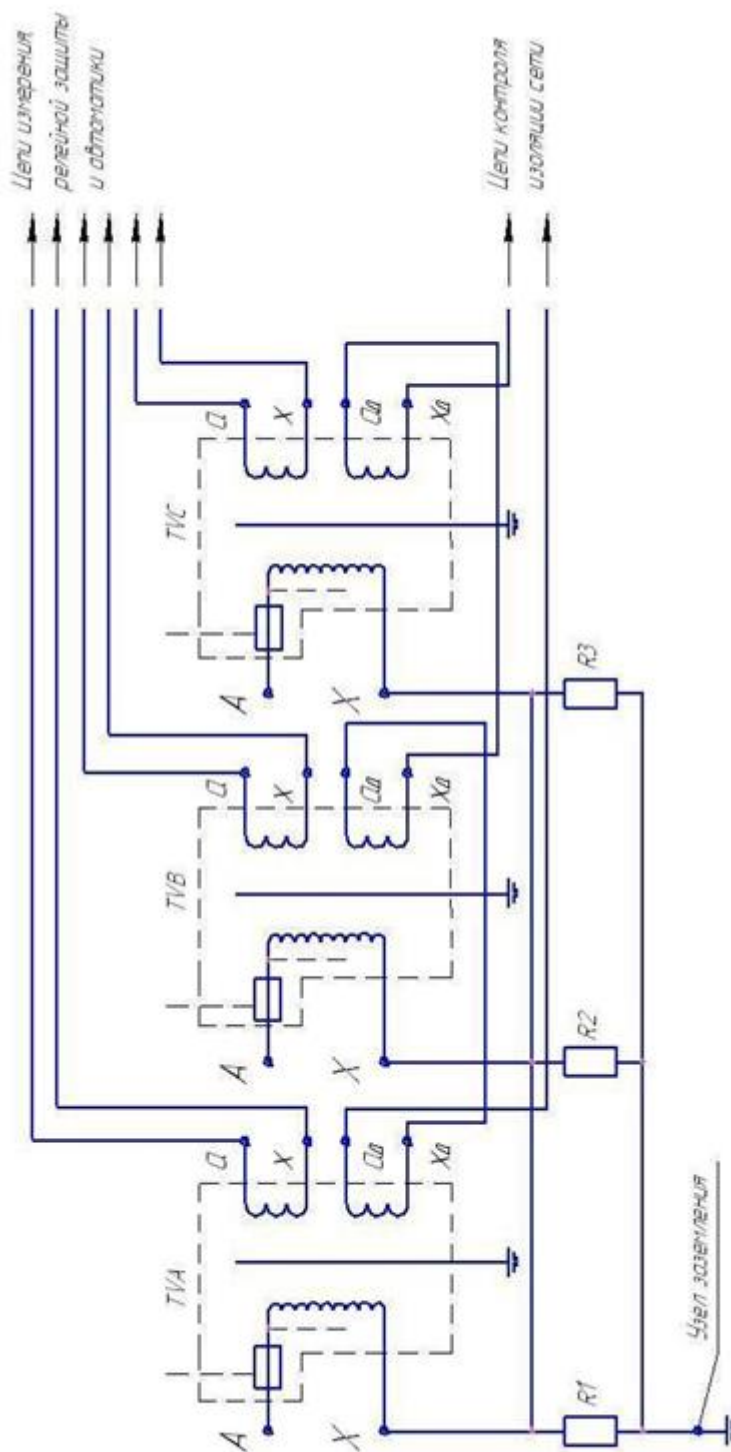 Цепи измерения,
релейной защиты
и автоматики
Цепи контроля
изоляции сети
TVA
TVB
TVC
a
X
aд
Xд
a
X
aд
Xд
a
X
aд
Xд
A
X
A
X
A
X
R1
R2
R3
Узел заземления